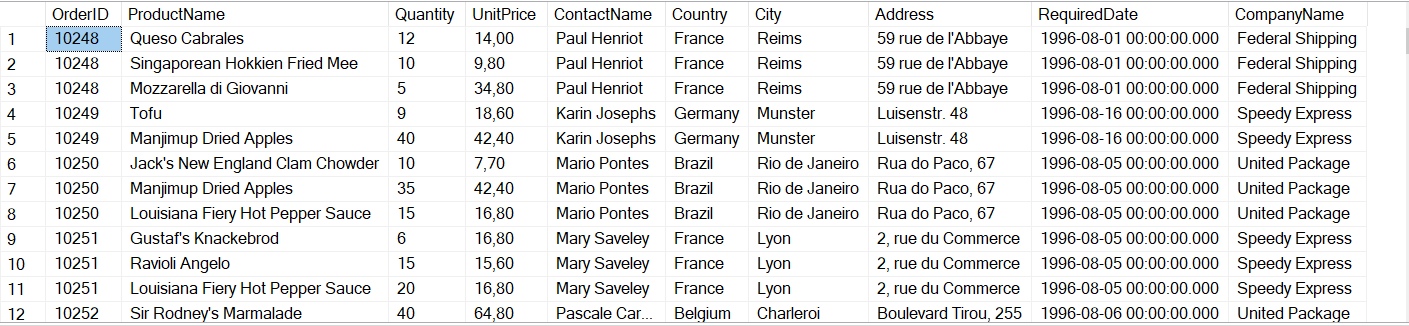 OrderID ProductName Quantity UnitPrice ContactName Country City Address RequiredDate CompanyName
1 10248 Queso Cabrales 12 14,00 Paul Henriot France Reims 59 rue de l'Abbaye 1996-08-01 00:00:00.000 Federal Shipping
2 10248 Singaporean Hokkien Fried Mee 10 9,80 Paul Henriot France Reims 59 rue de l'Abbaye 1996-08-01 00:00:00.000 Federal Shipping
3 10248 Mozzarella di Giovanni 5 34,80 Paul Henriot France Reims 59 rue de l'Abbaye 1996-08-01 00:00:00.000 Federal Shipping
4 10249 Tofu 9 18,60 Karin Josephs Germany Munster Luisenstr. 48 1996-08-16 00:00:00.000 Speedy Express
5 10249 Manjimup Dried Apples 40 42,40 Karin Josephs Germany Munster Luisenstr. 48 1996-08-16 00:00:00.000 Speedy Express
6 10250 Jack's New England Clam Chowder 10 7,70 Mario Pontes Brazil Rio de Janeiro Rua do Paco, 67 1996-08-05 00:00:00.000 United Package
7 10250 Manjimup Dried Apples 35 42,40 Mario Pontes Brazil Rio de Janeiro Rua do Paco, 67 1996-08-05 00:00:00.000 United Package
8 10250 Louisiana Fiery Hot Pepper Sauce 15 16,80 Mario Pontes Brazil Rio de Janeiro Rua do Paco, 67 1996-08-05 00:00:00.000 United Package
9 10251 Gustaf's Knackebrod 6 16,80 Mary Saveley France Lyon 2, rue du Commerce 1996-08-05 00:00:00.000 Speedy Express
10 10251 Ravioli Angelo 15 15,60 Mary Saveley France Lyon 2, rue du Commerce 1996-08-05 00:00:00.000 Speedy Express
11 10251 Louisiana Fiery Hot Pepper Sauce 20 16,80 Mary Saveley France Lyon 2, rue du Commerce 1996-08-05 00:00:00.000 Speedy Express
12 10252 Sir Rodney's Marmalade 40 64,80 Pascale Car... Belgium Charleroi Boulevard Tirou, 255 1996-08-06 00:00:00.000 United Package